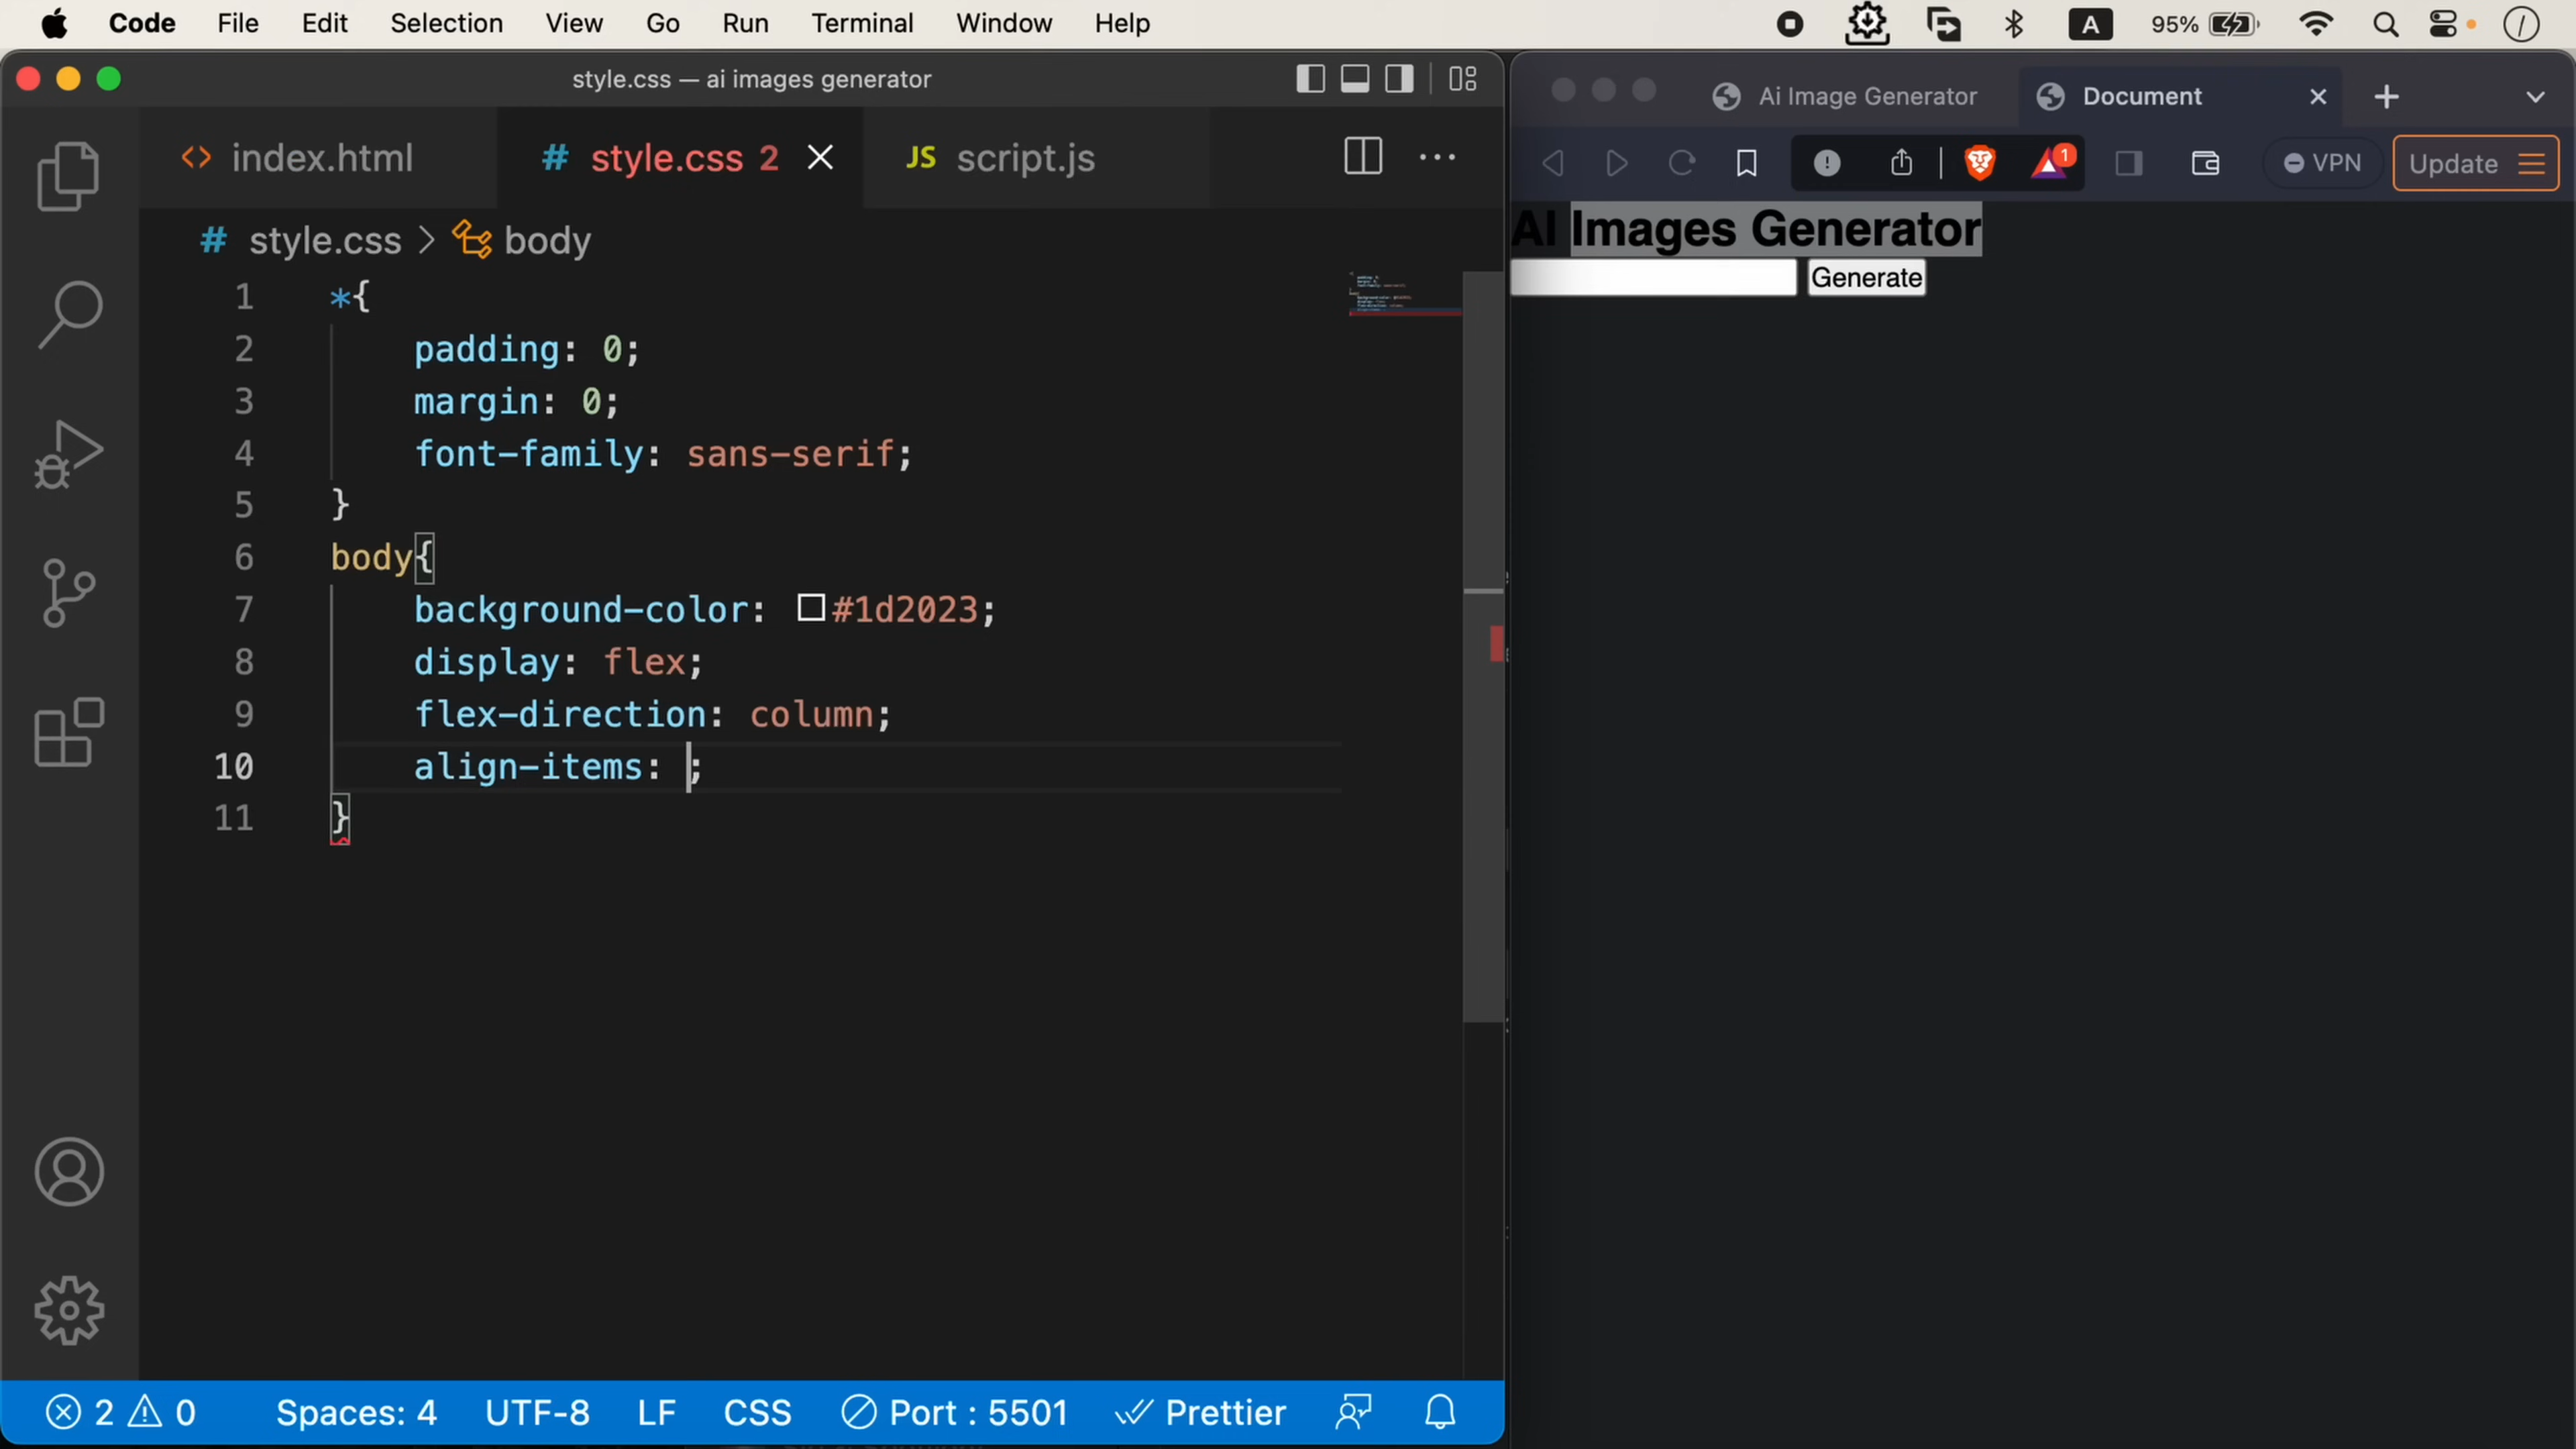 Code File Edit Selection View Go Run Terminal Window Help A 95%
style.css — ai images generator
index.html # style.css 2 JS script.js
# style.css > body
1 *{
2 padding: 0;
3 margin: 0;
4 font-family: sans-serif;
5 }
6 body{
7 background-color: #1d2023;
8 display: flex;
9 flex-direction: column;
10 align-items: ;
11 }
2 0 Spaces: 4 UTF-8 LF CSS Port : 5501 Prettier
Ai Image Generator Document
1 VPN Update
AI Images Generator
Generate